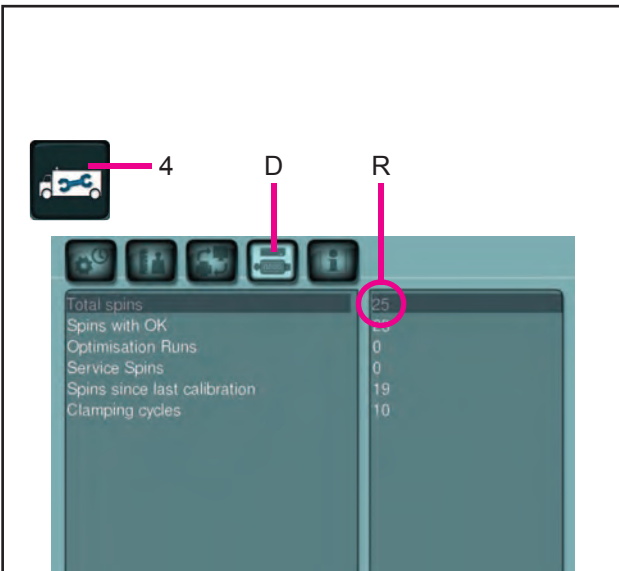 4 D R
Total spins 25
Spins with OK 25
Optimisation Runs 0
Service Spins 0
Spins since last calibration 19
Clamping cycles 10